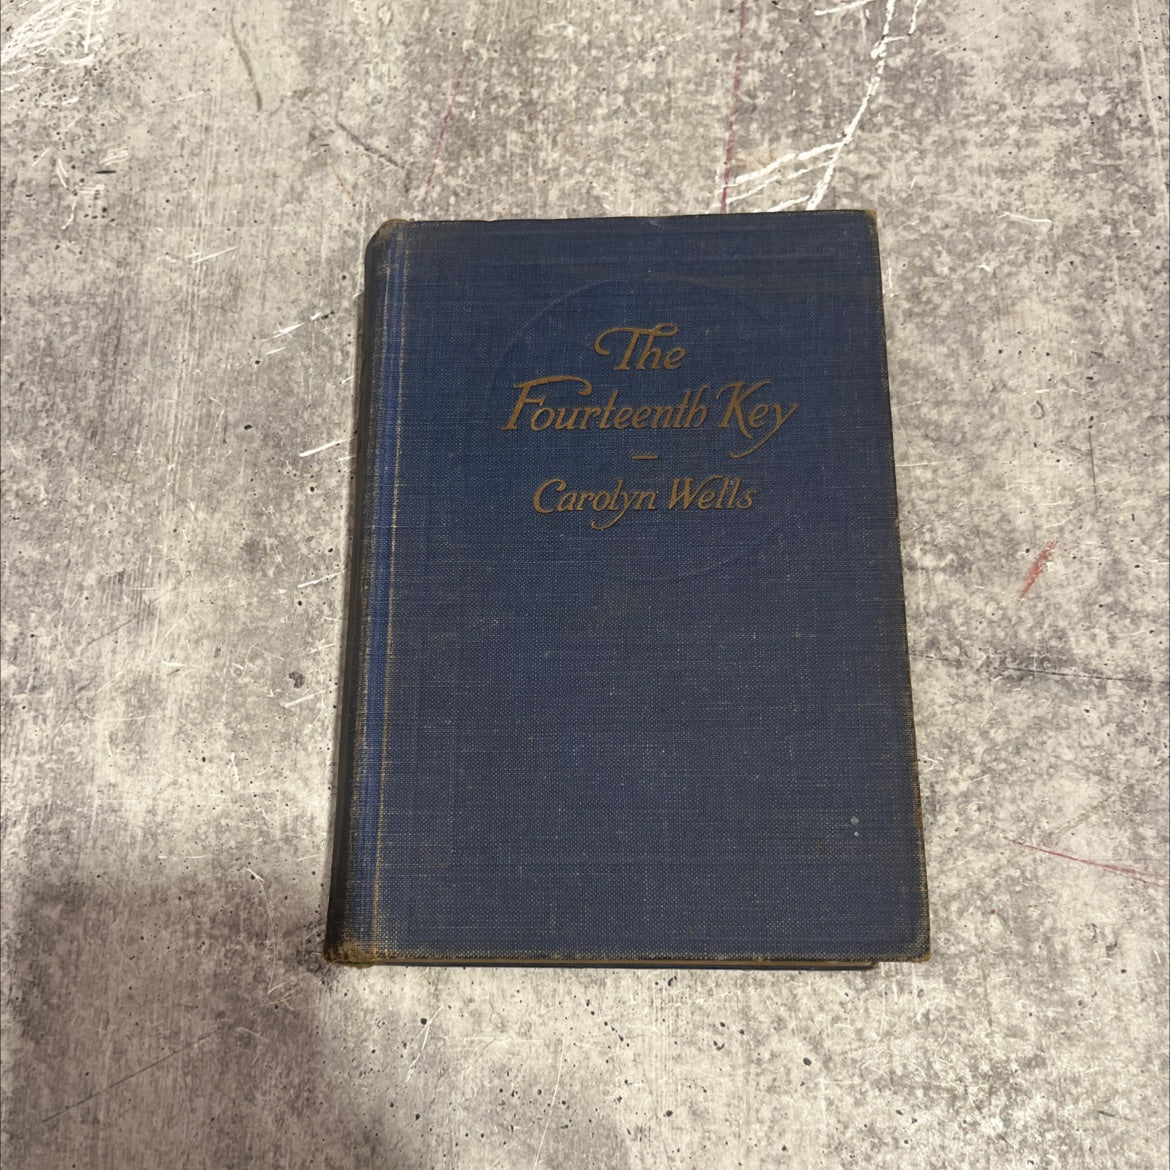 The
Fourteenth Key
—
Carolyn Wells